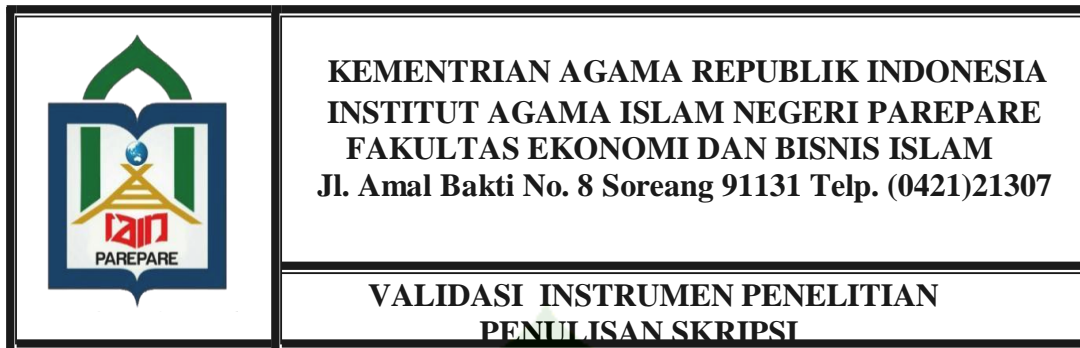 iain
PAREPARE
KEMENTRIAN AGAMA REPUBLIK INDONESIA
INSTITUT AGAMA ISLAM NEGERI PAREPARE
FAKULTAS EKONOMI DAN BISNIS ISLAM
Jl. Amal Bakti No. 8 Soreang 91131 Telp. (0421)21307
VALIDASI INSTRUMEN PENELITIAN
PENULISAN SKRIPSI